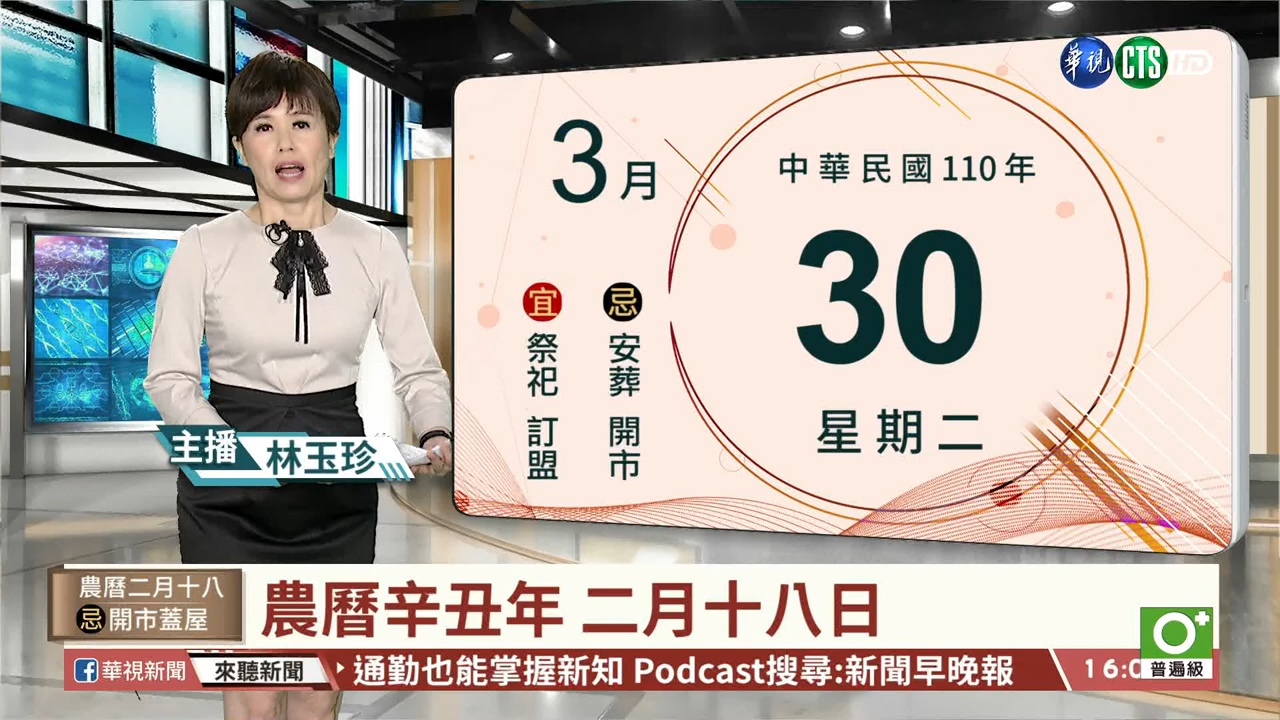 華視 CTS HD
3月
中華民國110年
30
星期二
宜 祭祀 訂盟
忌 安葬 開市
主播 林玉珍
農曆二月十八
忌開市蓋屋
農曆辛丑年 二月十八日
華視新聞 來聽新聞 通勤也能掌握新知 Podcast搜尋:新聞早晚報
16:0
普遍級